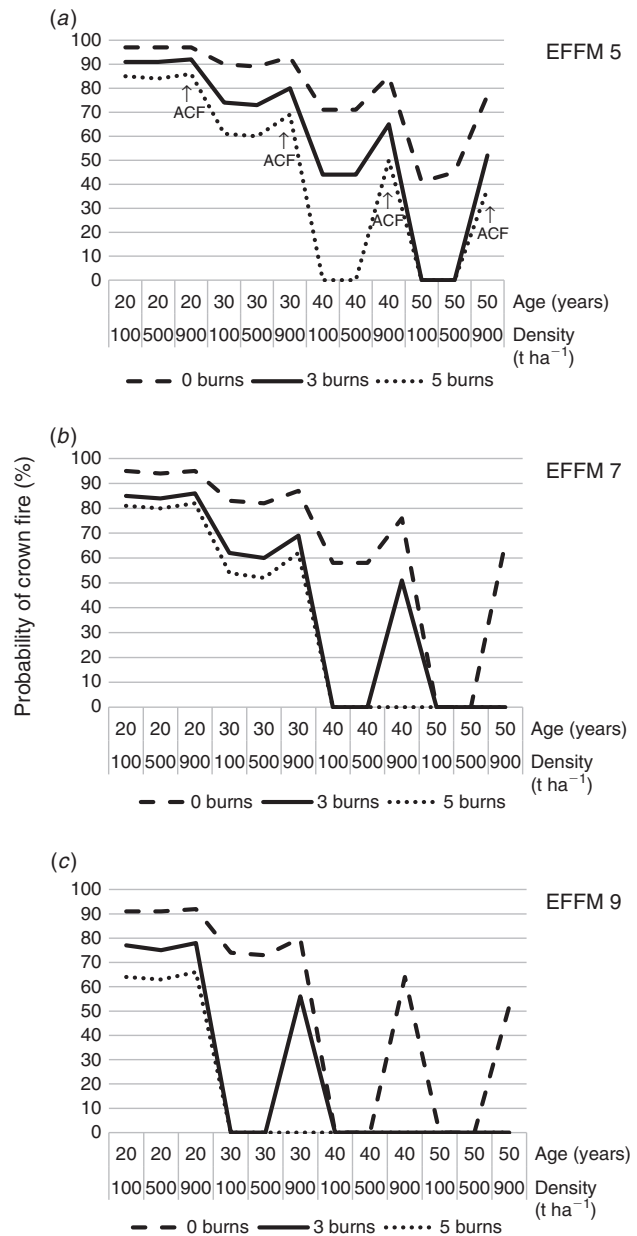 (a)
EFFM 5
100
90
80
70
60
50
40
30
20
10
0
ACF
ACF
ACF
ACF
20 20 20 30 30 30 40 40 40 50 50 50 Age (years)
100 500 900 100 500 900 100 500 900 100 500 900 Density
(t ha⁻¹)
0 burns 3 burns 5 burns
Probability of crown fire (%)
(b)
EFFM 7
100
90
80
70
60
50
40
30
20
10
0
20 20 20 30 30 30 40 40 40 50 50 50 Age (years)
100 500 900 100 500 900 100 500 900 100 500 900 Density
(t ha⁻¹)
0 burns 3 burns 5 burns
(c)
EFFM 9
100
90
80
70
60
50
40
30
20
10
0
20 20 20 30 30 30 40 40 40 50 50 50 Age (years)
100 500 900 100 500 900 100 500 900 100 500 900 Density
(t ha⁻¹)
0 burns 3 burns 5 burns